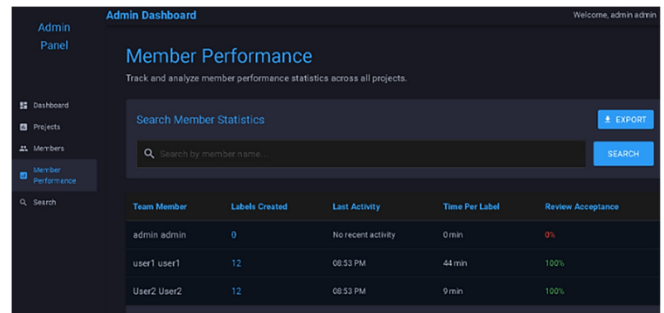 Admin Dashboard
Welcome, admin admin
Admin
Panel
Dashboard
Projects
Members
Member
Performance
Search
Member Performance
Track and analyze member performance statistics across all projects.
Search Member Statistics
EXPORT
Search by member name...
SEARCH
Team Member Labels Created Last Activity Time Per Label Review Acceptance
admin admin 0 No recent activity 0 min 0%
user1 user1 12 08:53 PM 44 min 100%
User2 User2 12 08:53 PM 9 min 100%